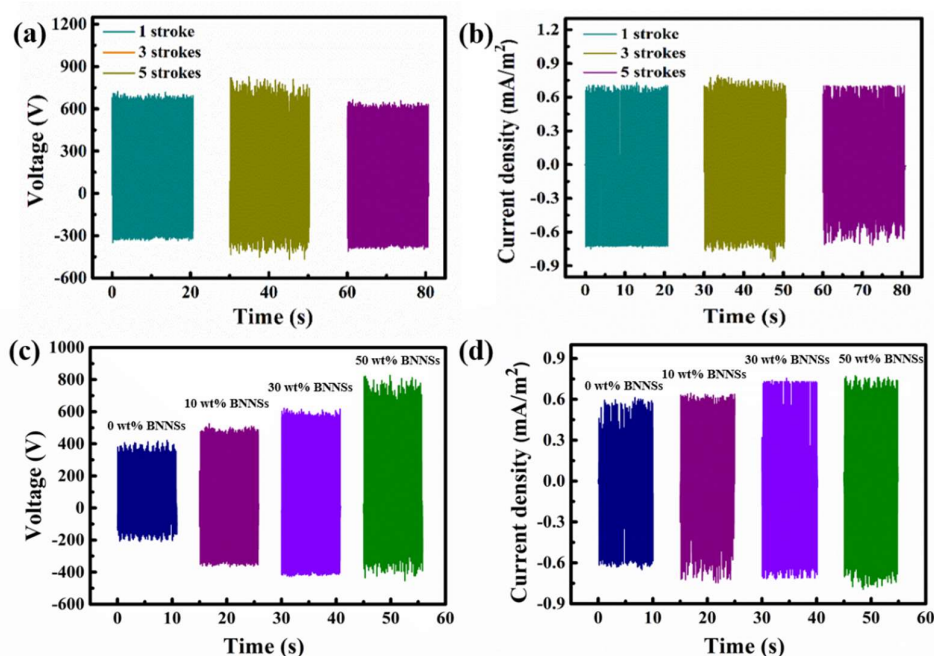 (a)
1 stroke
3 strokes
5 strokes
Voltage (V)
1200
900
600
300
0
-300
-600
0 20 40 60 80
Time (s)
(b)
1 stroke
3 strokes
5 strokes
Current density (mA/m²)
1.2
0.9
0.6
0.3
0.0
-0.3
-0.6
-0.9
0 10 20 30 40 50 60 70 80
Time (s)
(c)
0 wt% BNNSs
10 wt% BNNSs
30 wt% BNNSs
50 wt% BNNSs
Voltage (V)
1000
800
600
400
200
0
-200
-400
-600
0 10 20 30 40 50 60
Time (s)
(d)
0 wt% BNNSs
10 wt% BNNSs
30 wt% BNNSs
50 wt% BNNSs
Current density (mA/m²)
0.9
0.6
0.3
0.0
-0.3
-0.6
-0.9
0 10 20 30 40 50 60
Time (s)